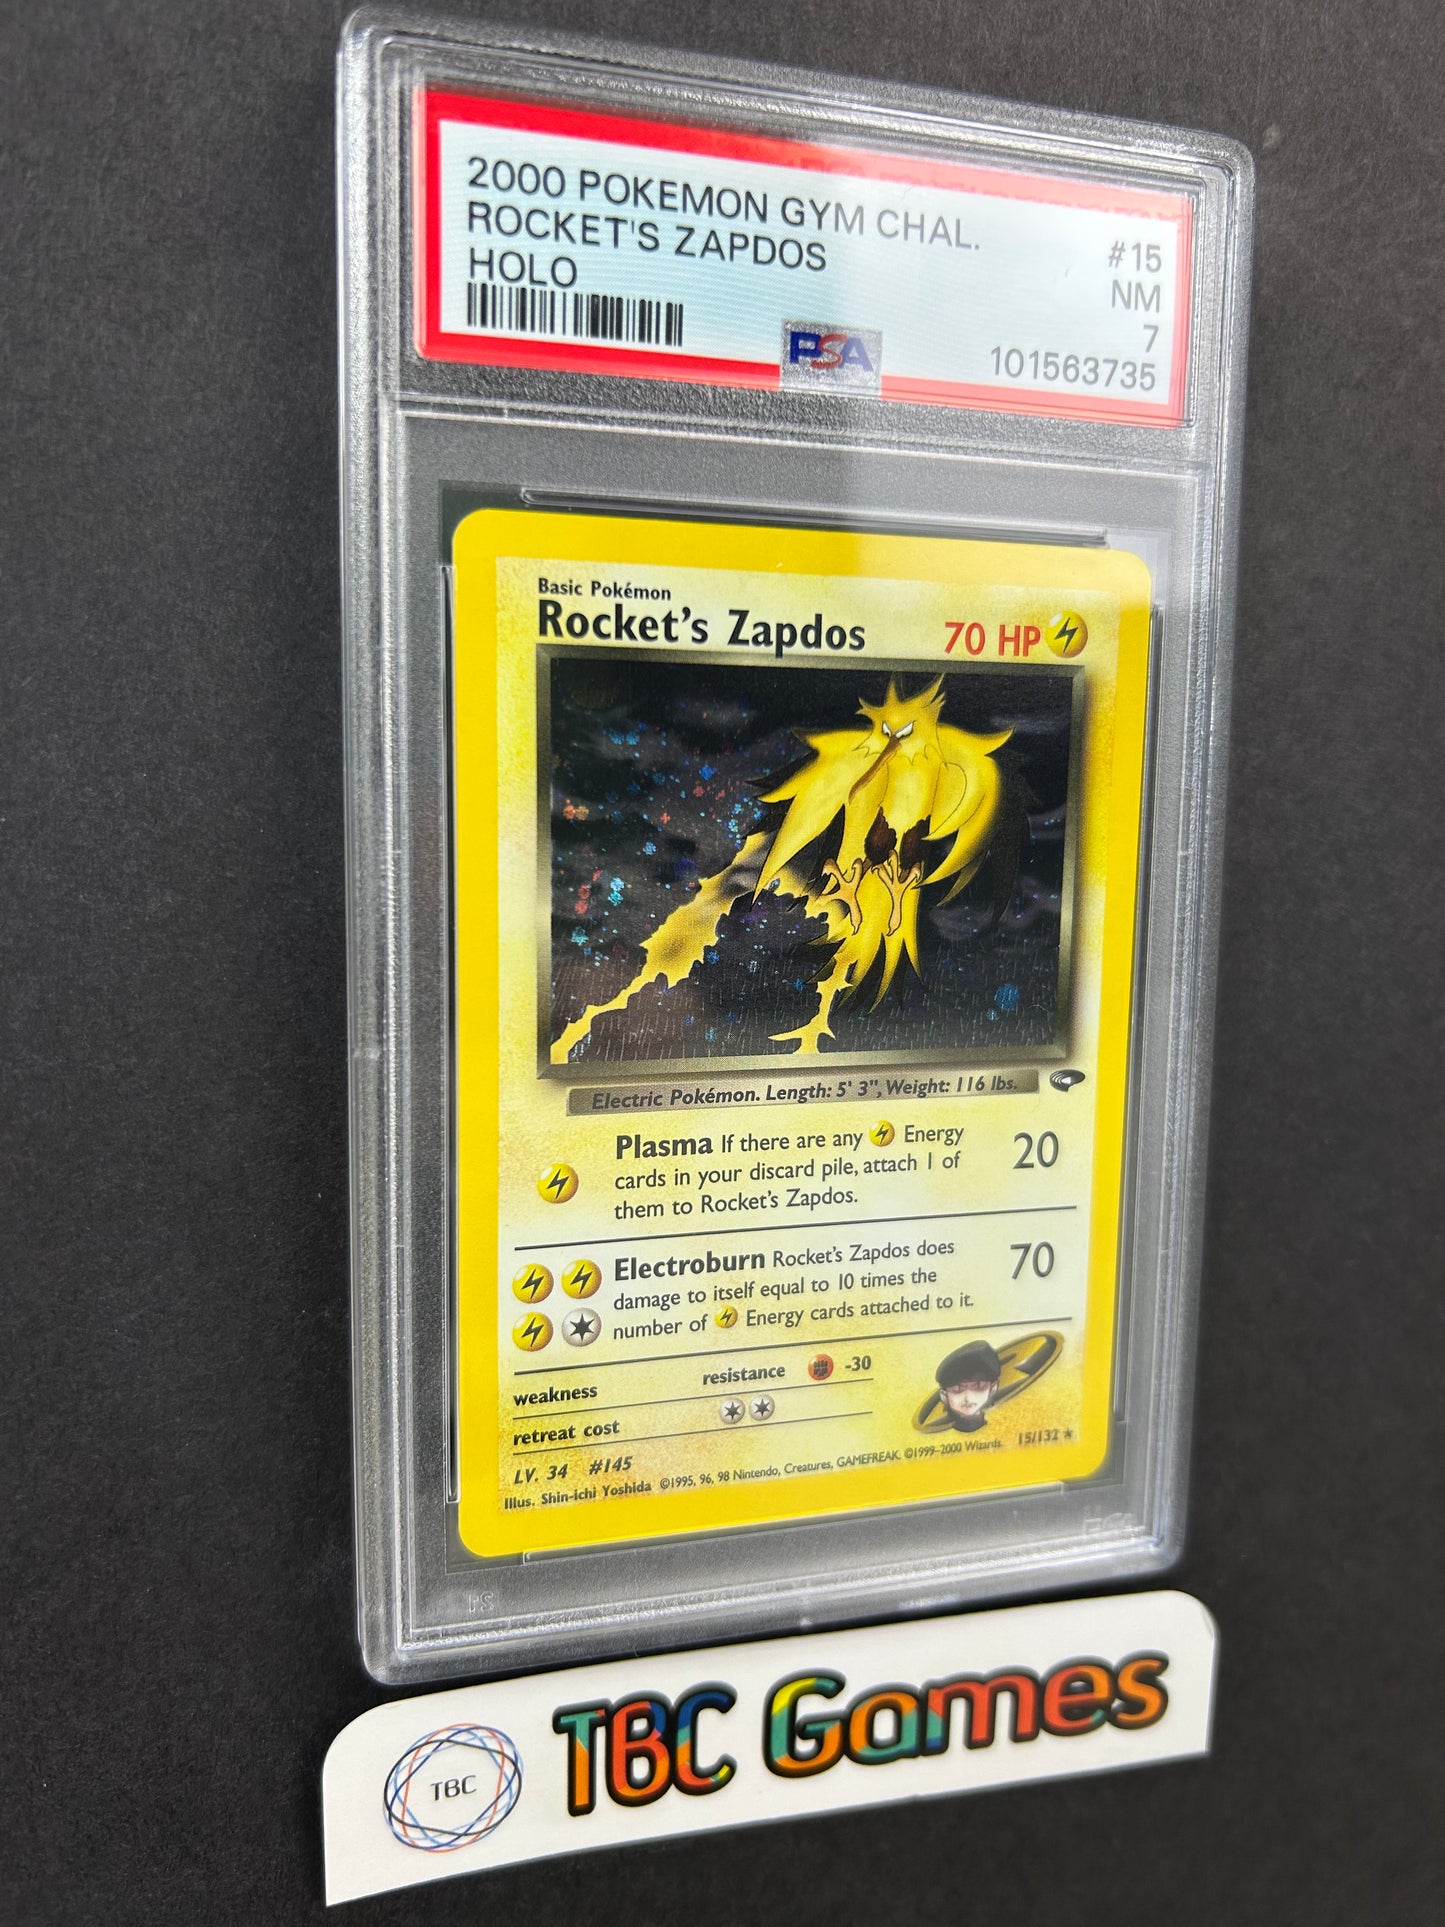 2000 POKEMON GYM CHAL.
ROCKET'S ZAPDOS
HOLO
#15
NM
7
101563735
PSA
Basic Pokémon
Rocket's Zapdos 70 HP
Electric Pokémon. Length: 5' 3", Weight: 116 lbs.
Plasma If there are any Energy
cards in your discard pile, attach 1 of
them to Rocket's Zapdos.
20
Electroburn Rocket's Zapdos does
damage to itself equal to 10 times the
number of Energy cards attached to it.
70
weakness
resistance -30
retreat cost
LV. 34 #145
Illus. Shin-ichi Yoshida ©1995, 96, 98 Nintendo, Creatures, GAMEFREAK. ©1999-2000 Wizards. 15/132 ★
TBC
TBC Games